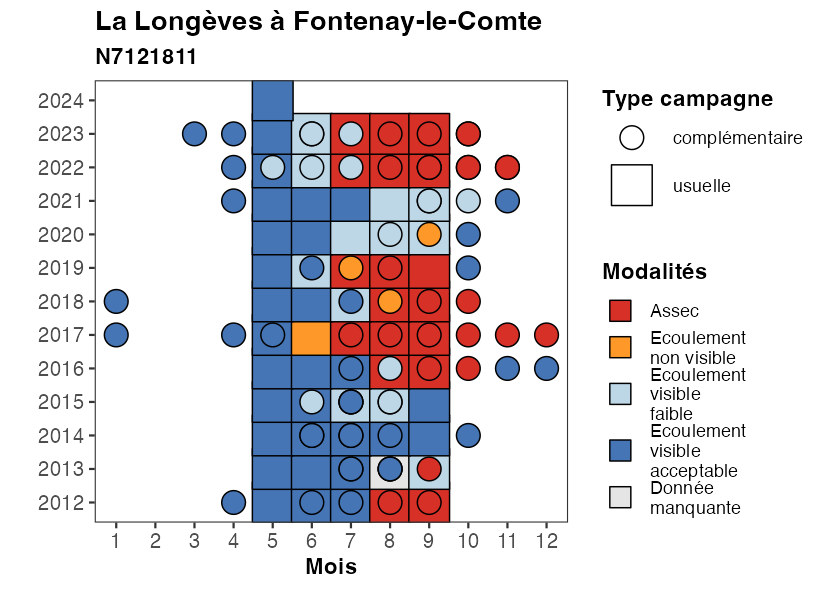 La Longèves à Fontenay-le-Comte
N7121811
2024
2023
2022
2021
2020
2019
2018
2017
2016
2015
2014
2013
2012
1 2 3 4 5 6 7 8 9 10 11 12
Mois
Type campagne
complémentaire
usuelle
Modalités
Assec
Ecoulement
non visible
Ecoulement
visible
faible
Ecoulement
visible
acceptable
Donnée
manquante